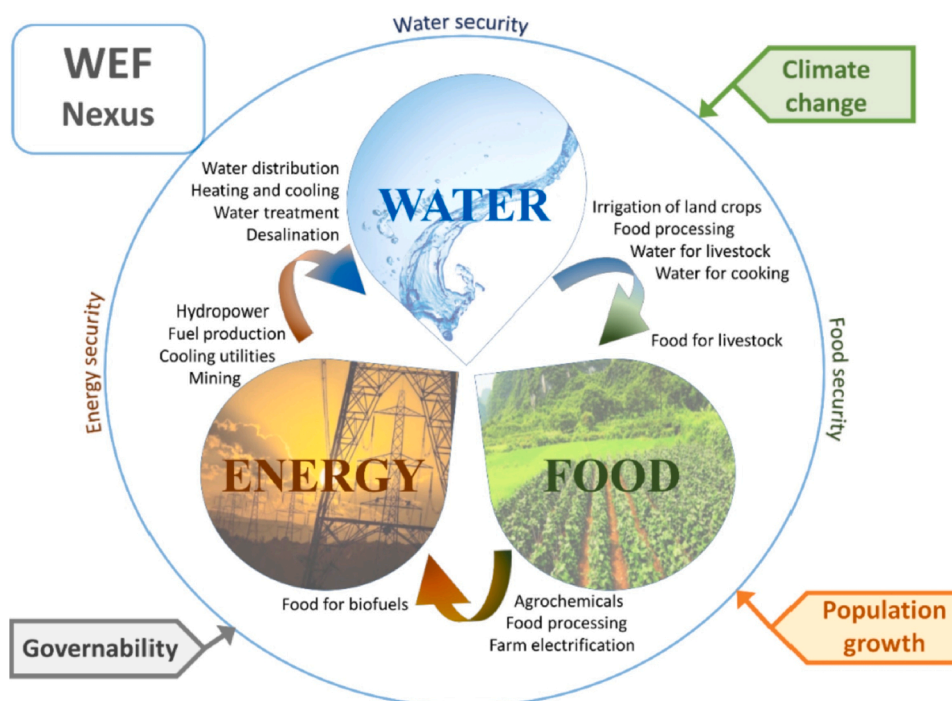 Water security
WEF
Nexus
Climate
change
Water distribution
Heating and cooling
Water treatment
Desalination
WATER
Irrigation of land crops
Food processing
Water for livestock
Water for cooking
Energy security
Hydropower
Fuel production
Cooling utilities
Mining
Food for livestock
Food security
ENERGY
FOOD
Food for biofuels
Agrochemicals
Food processing
Farm electrification
Governability
Population
growth